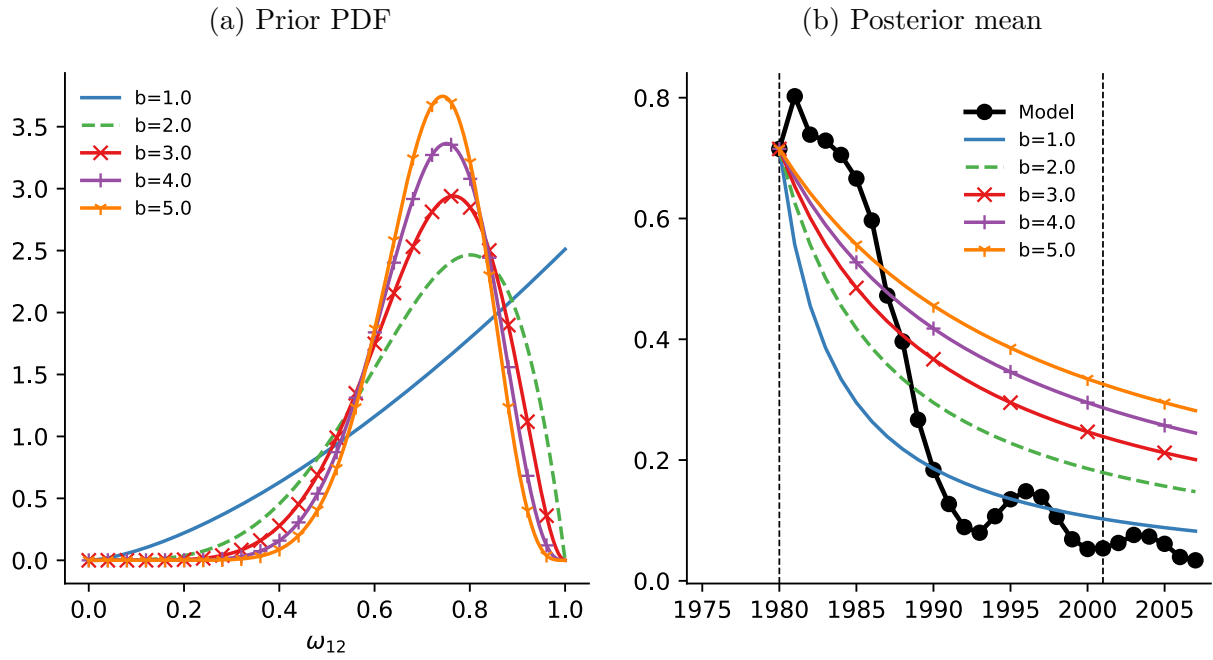 (a) Prior PDF
b=1.0
b=2.0
b=3.0
b=4.0
b=5.0
3.5
3.0
2.5
2.0
1.5
1.0
0.5
0.0
0.0 0.2 0.4 0.6 0.8 1.0
ω12
(b) Posterior mean
Model
b=1.0
b=2.0
b=3.0
b=4.0
b=5.0
0.8
0.6
0.4
0.2
0.0
1975 1980 1985 1990 1995 2000 2005